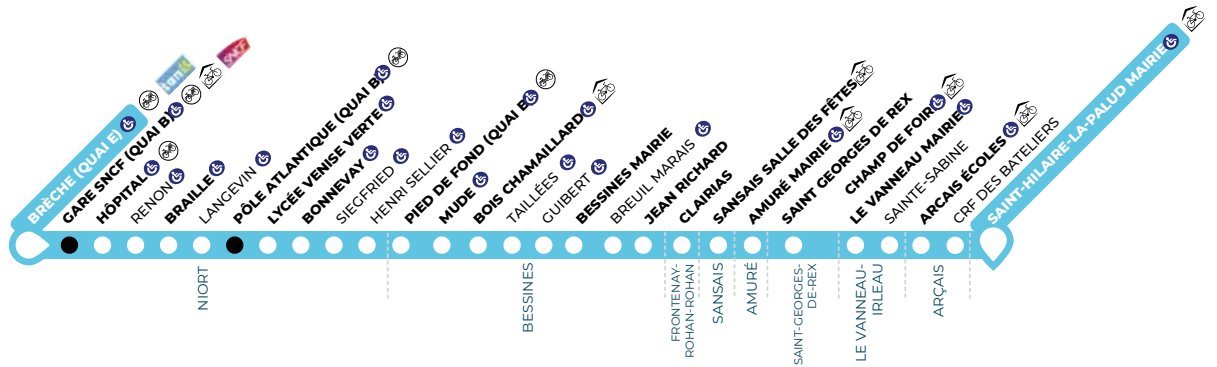 BRÈCHE (QUAI E)
GARE SNCF (QUAI B)
SNCF
HÔPITAL
RENON
BRAILLE
LANGEVIN
PÔLE ATLANTIQUE (QUAI B)
LYCÉE VENISE VERTE
BONNEVAY
SIEGFRIED
HENRI SELLIER
PIED DE FOND (QUAI E)
MUDE
BOIS CHAMAILLARD
TAILLÉES
GUIBERT
BESSINES MAIRIE
BREUIL MARAIS
JEAN RICHARD
CLAIRIAS
SANSAIS SALLE DES FÊTES
AMURÉ MAIRIE
SAINT GEORGES DE REX
CHAMP DE FOIR
LE VANNEAU MAIRIE
SAINTE-SABINE
ARCAIS ÉCOLES
CRF DES BATELIERS
SAINT-HILAIRE-LA-PALUD MAIRIE
NIORT
BESSINES
FRONTENAY-
ROHAN-ROHAN
SANSAIS
AMURÉ
SAINT-GEORGES-
DE-REX
LE VANNEAU-
IRLEAU
ARÇAIS